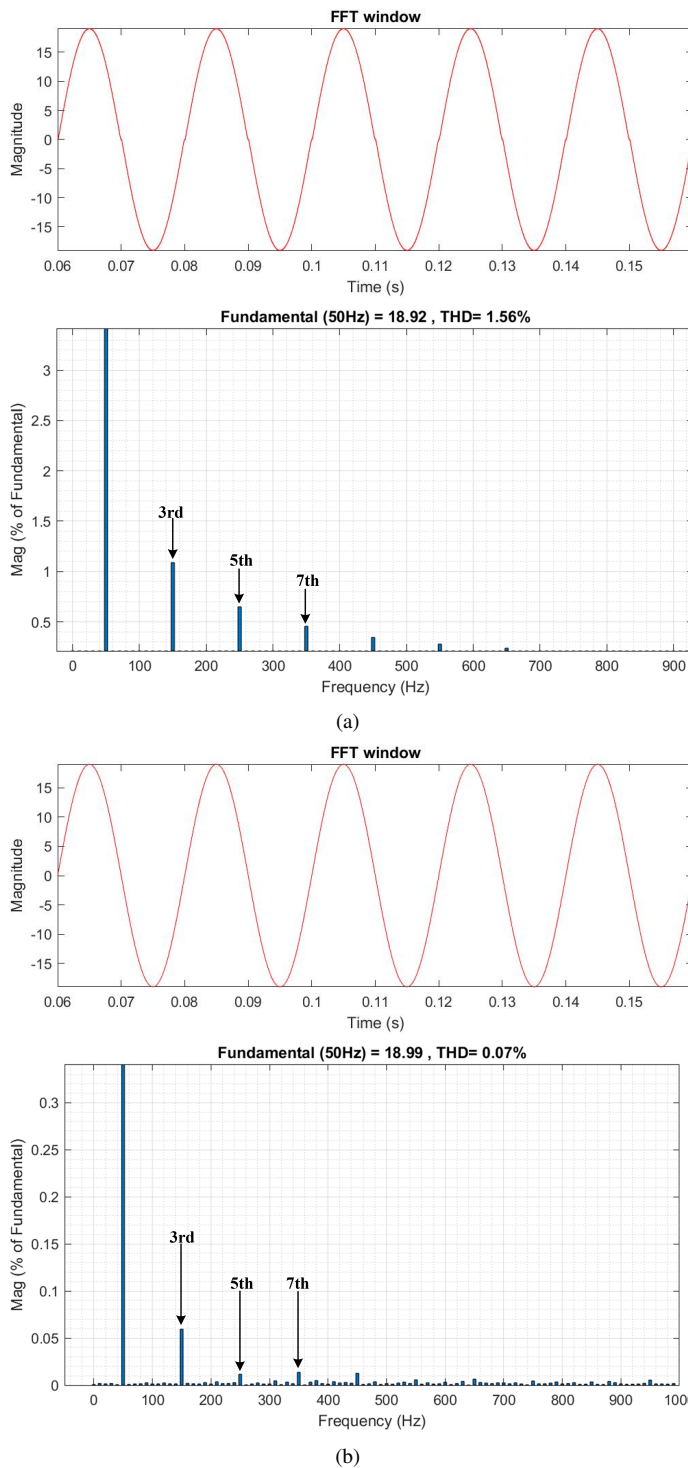 FFT window
15
10
5
0
-5
-10
-15
Magnitude
0.06 0.07 0.08 0.09 0.1 0.11 0.12 0.13 0.14 0.15
Time (s)
Fundamental (50Hz) = 18.92 , THD= 1.56%
3
2.5
2
1.5
1
0.5
Mag (% of Fundamental)
3rd
5th
7th
0 100 200 300 400 500 600 700 800 900
Frequency (Hz)
(a)
FFT window
15
10
5
0
-5
-10
-15
Magnitude
0.06 0.07 0.08 0.09 0.1 0.11 0.12 0.13 0.14 0.15
Time (s)
Fundamental (50Hz) = 18.99 , THD= 0.07%
0.3
0.25
0.2
0.15
0.1
0.05
0
Mag (% of Fundamental)
3rd
5th
7th
0 100 200 300 400 500 600 700 800 900 100
Frequency (Hz)
(b)